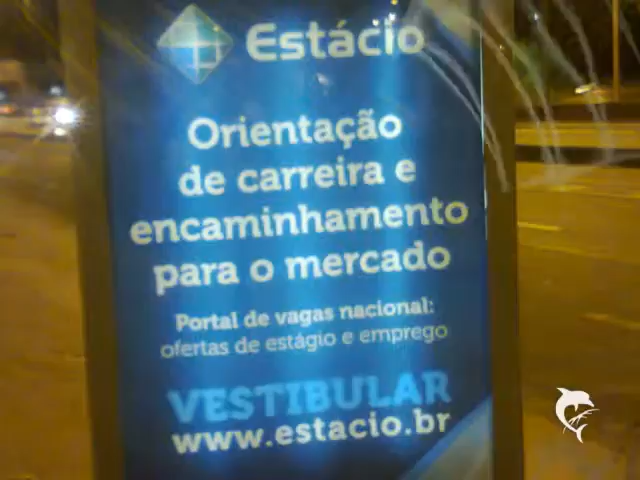 Estácio
Orientação
de carreira e
encaminhamento
para o mercado
Portal de vagas nacional:
ofertas de estágio e emprego
VESTIBULAR
www.estacio.br